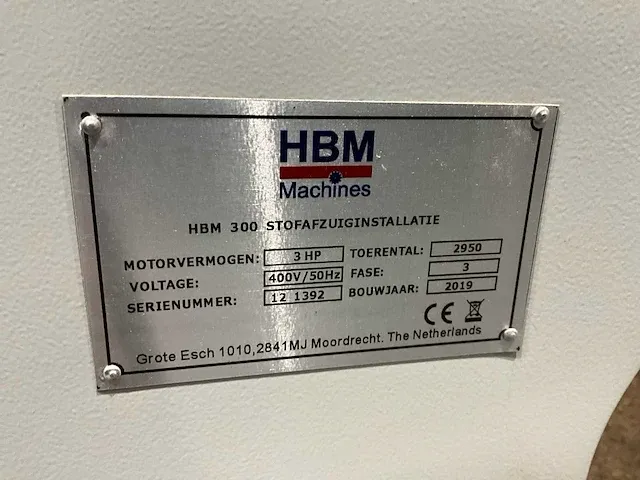 HBM
Machines
HBM 300 STOFAFZUIGINSTALLATIE
MOTORVERMOGEN: 3 HP TOERENTAL: 2950
VOLTAGE: 400V/50Hz FASE: 3
SERIENUMMER: 12 1392 BOUWJAAR: 2019
CE
Grote Esch 1010,2841MJ Moordrecht. The Netherlands